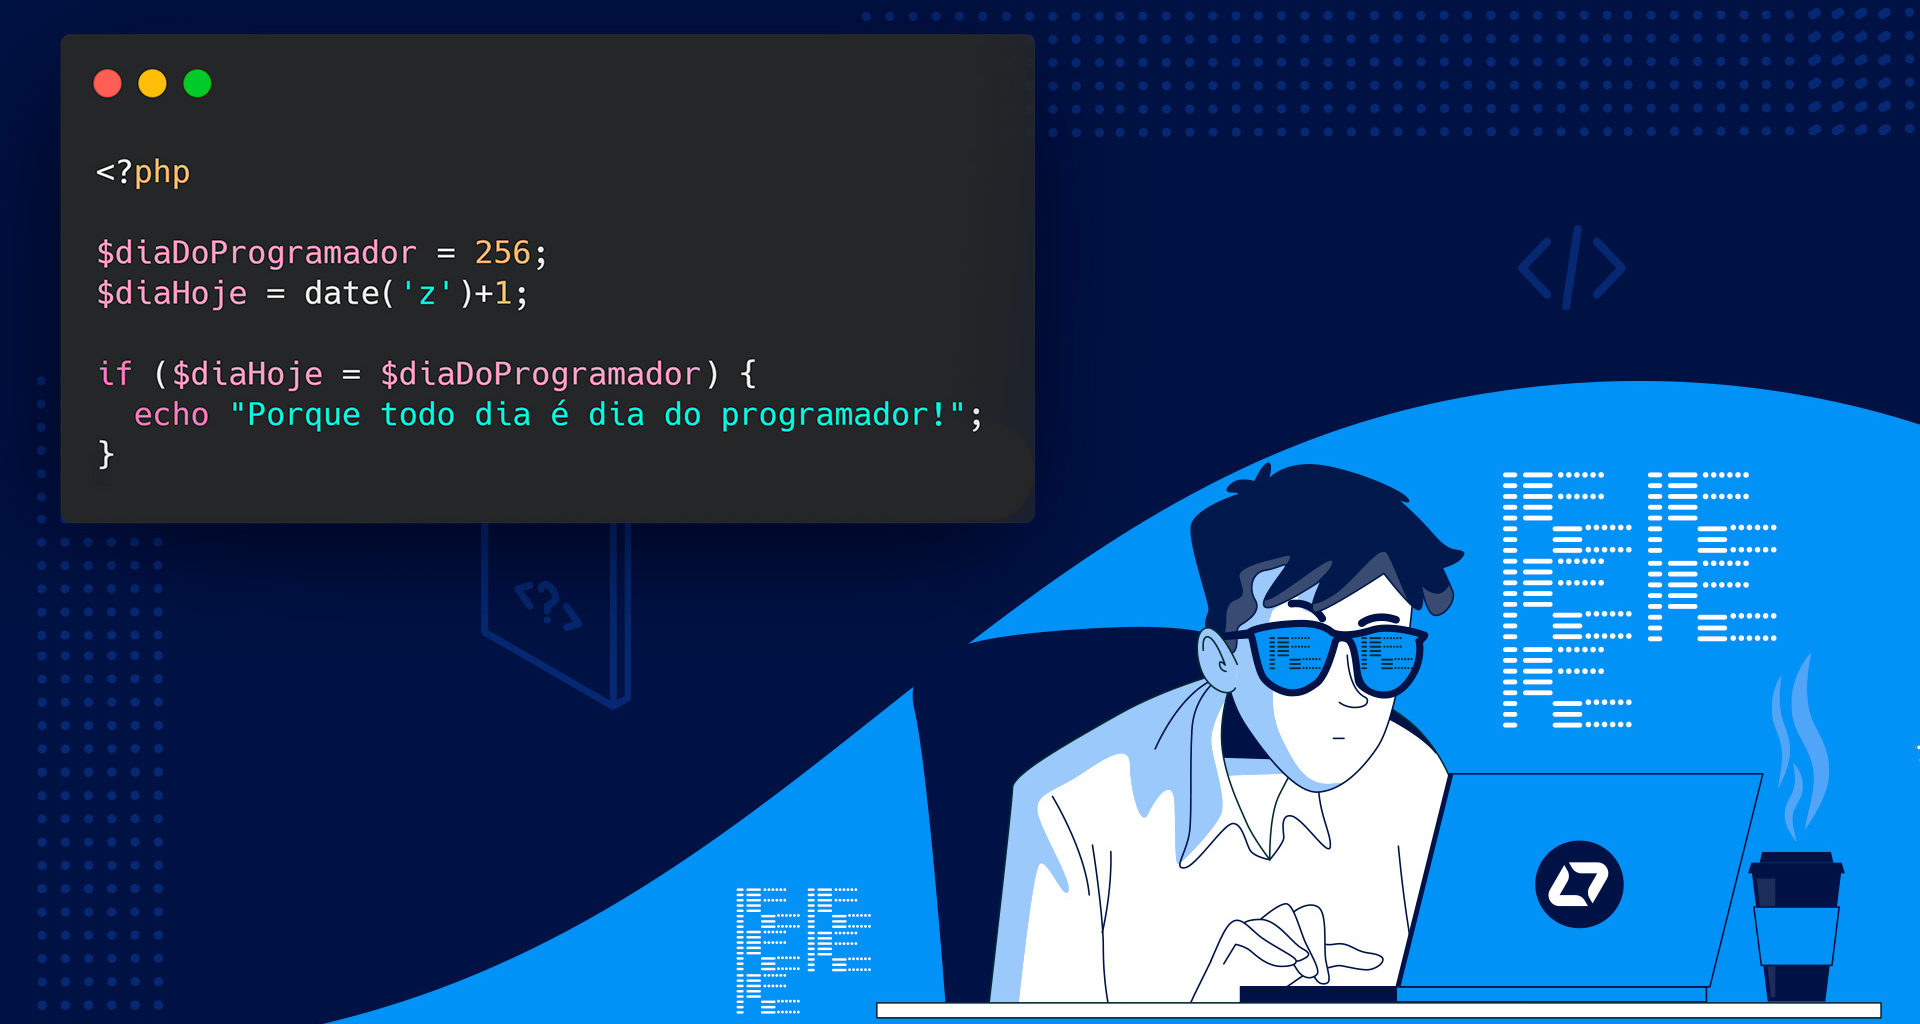 <?php
$diaDoProgramador = 256;
$diaHoje = date('z')+1;
if ($diaHoje = $diaDoProgramador) {
echo "Porque todo dia é dia do programador!";
}
</>
<?>